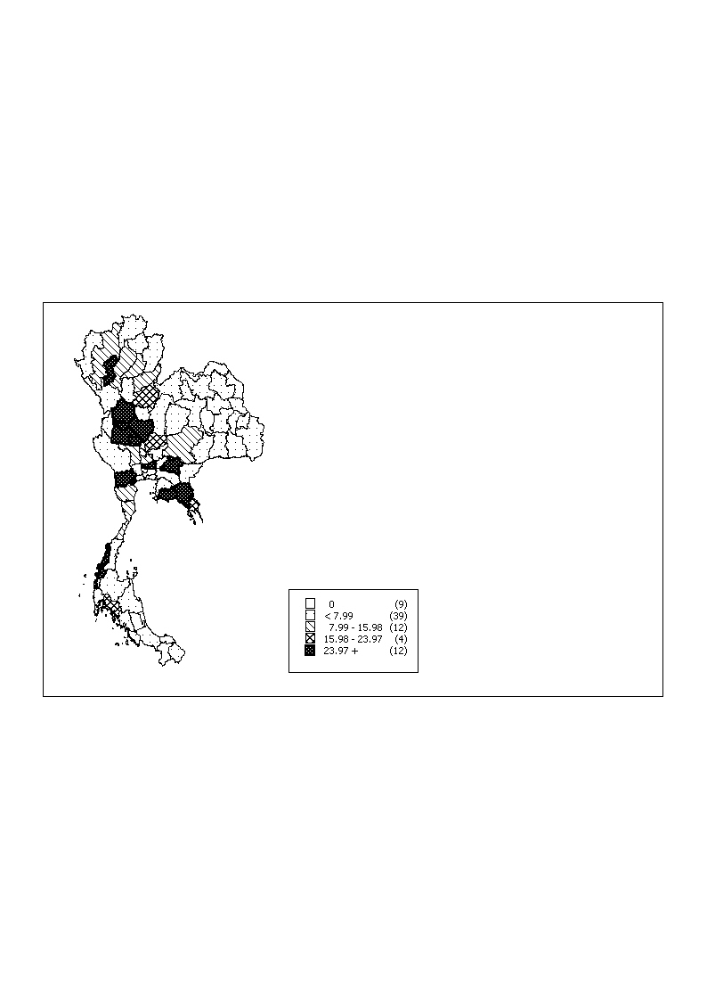 0 (9)
< 7.99 (39)
7.99 - 15.98 (12)
15.98 - 23.97 (4)
23.97 + (12)